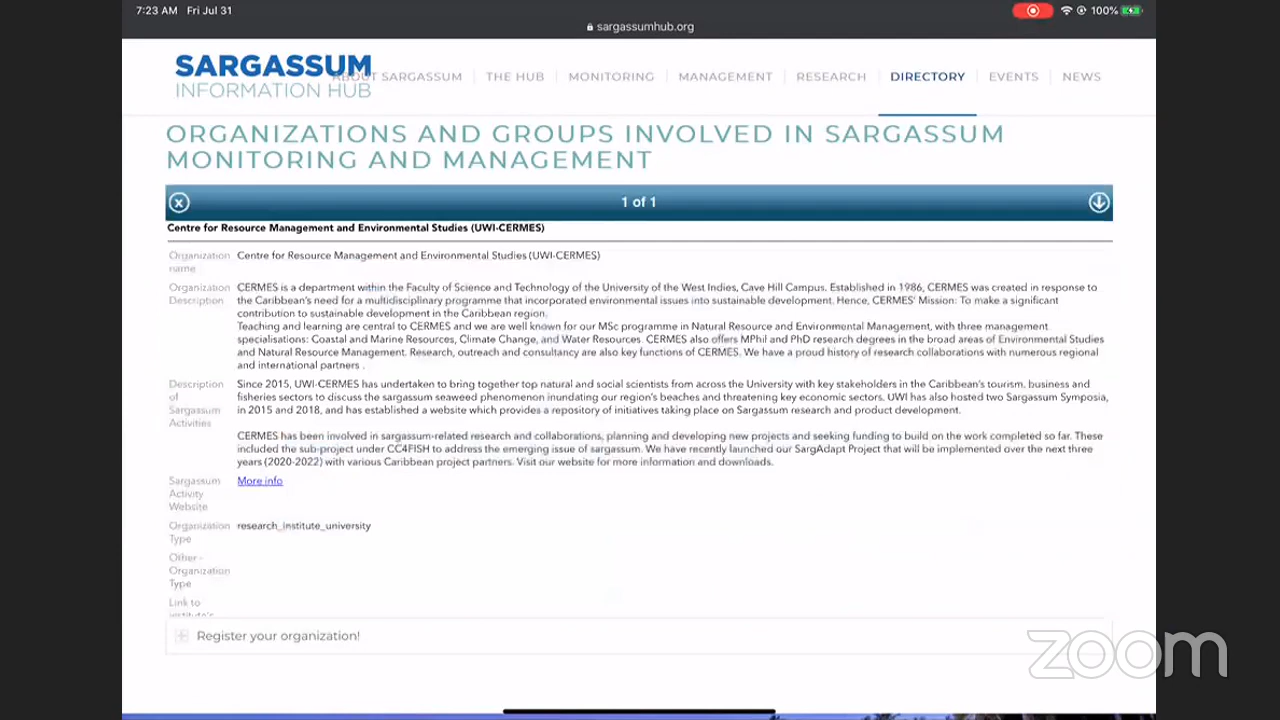 7:23 AM Fri Jul 31
100%
sargassumhub.org
SARGASSUM
INFORMATION HUB
ABOUT SARGASSUM THE HUB MONITORING MANAGEMENT RESEARCH DIRECTORY EVENTS NEWS
ORGANIZATIONS AND GROUPS INVOLVED IN SARGASSUM
MONITORING AND MANAGEMENT
1 of 1
Centre for Resource Management and Environmental Studies (UWI-CERMES)
Organization name Centre for Resource Management and Environmental Studies (UWI-CERMES)
Organization Description CERMES is a department within the Faculty of Science and Technology of the University of the West Indies, Cave Hill Campus. Established in 1986, CERMES was created in response to
the Caribbean's need for a multidisciplinary programme that incorporated environmental issues into sustainable development. Hence, CERMES' Mission: To make a significant
contribution to sustainable development in the Caribbean region.
Teaching and learning are central to CERMES and we are well known for our MSc programme in Natural Resource and Environmental Management, with three management
specialisations: Coastal and Marine Resources, Climate Change, and Water Resources. CERMES also offers MPhil and PhD research degrees in the broad areas of Environmental Studies
and Natural Resource Management. Research, outreach and consultancy are also key functions of CERMES. We have a proud history of research collaborations with numerous regional
and international partners .
Description of Sargassum Activities Since 2015, UWI-CERMES has undertaken to bring together top natural and social scientists from across the University with key stakeholders in the Caribbean's tourism, business and
fisheries sectors to discuss the sargassum seaweed phenomenon inundating our region's beaches and threatening key economic sectors. UWI has also hosted two Sargassum Symposia,
in 2015 and 2018, and has established a website which provides a repository of initiatives taking place on Sargassum research and product development.
CERMES has been involved in sargassum-related research and collaborations, planning and developing new projects and seeking funding to build on the work completed so far. These
included the sub-project under CC4FISH to address the emerging issue of sargassum. We have recently launched our SargAdapt Project that will be implemented over the next three
years (2020-2022) with various Caribbean project partners. Visit our website for more information and downloads.
Sargassum Activity Website More info
Organization Type research_institute_university
Other - Organization Type
Link to
Register your organization!
zoom